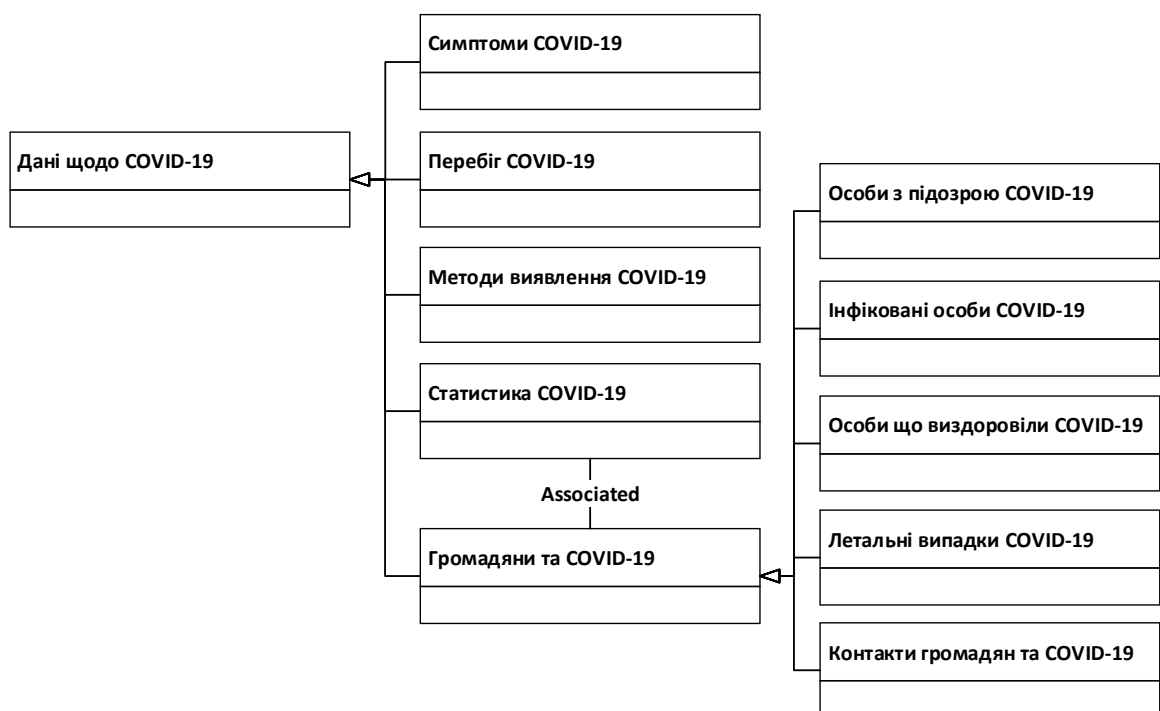 Симптоми COVID-19
Дані щодо COVID-19
Перебіг COVID-19
Особи з підозрою COVID-19
Методи виявлення COVID-19
Інфіковані особи COVID-19
Статистика COVID-19
Особи що виздоровіли COVID-19
Associated
Громадяни та COVID-19
Летальні випадки COVID-19
Контакти громадян та COVID-19